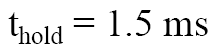 t_hold = 1.5 ms